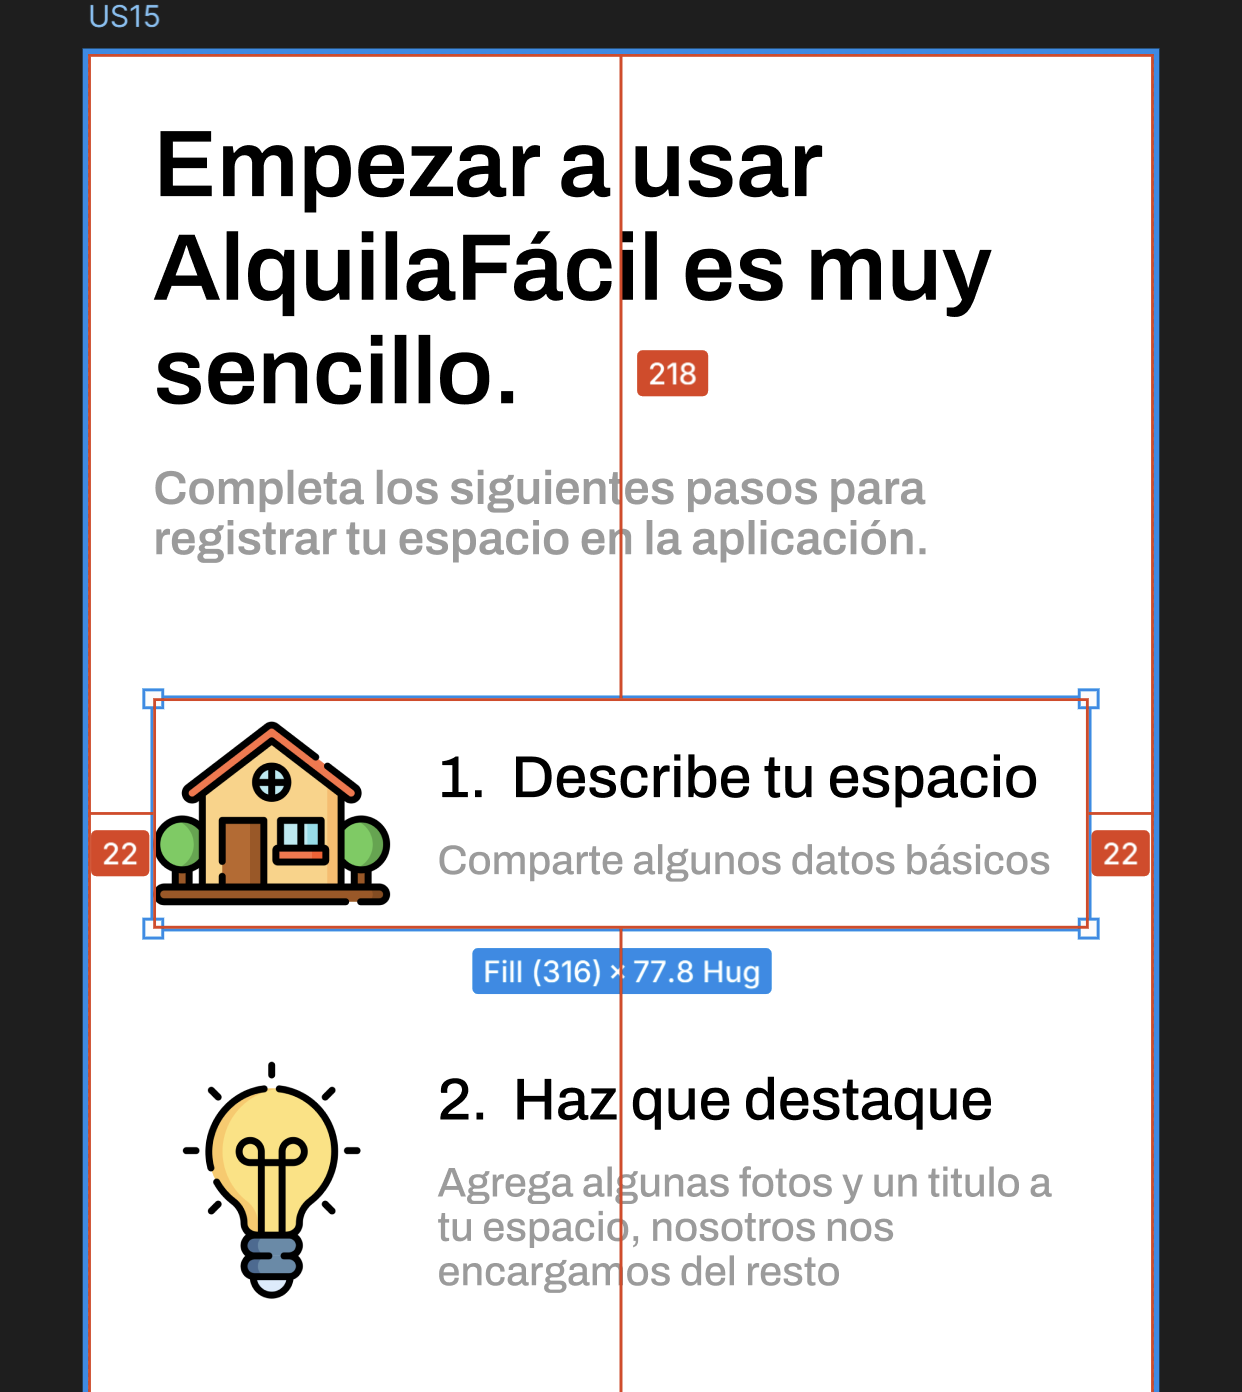 US15
Empezar a usar
AlquilaFácil es muy
sencillo.
218
Completa los siguientes pasos para
registrar tu espacio en la aplicación.
1. Describe tu espacio
Comparte algunos datos básicos
22
22
Fill (316) × 77.8 Hug
2. Haz que destaque
Agrega algunas fotos y un titulo a
tu espacio, nosotros nos
encargamos del resto